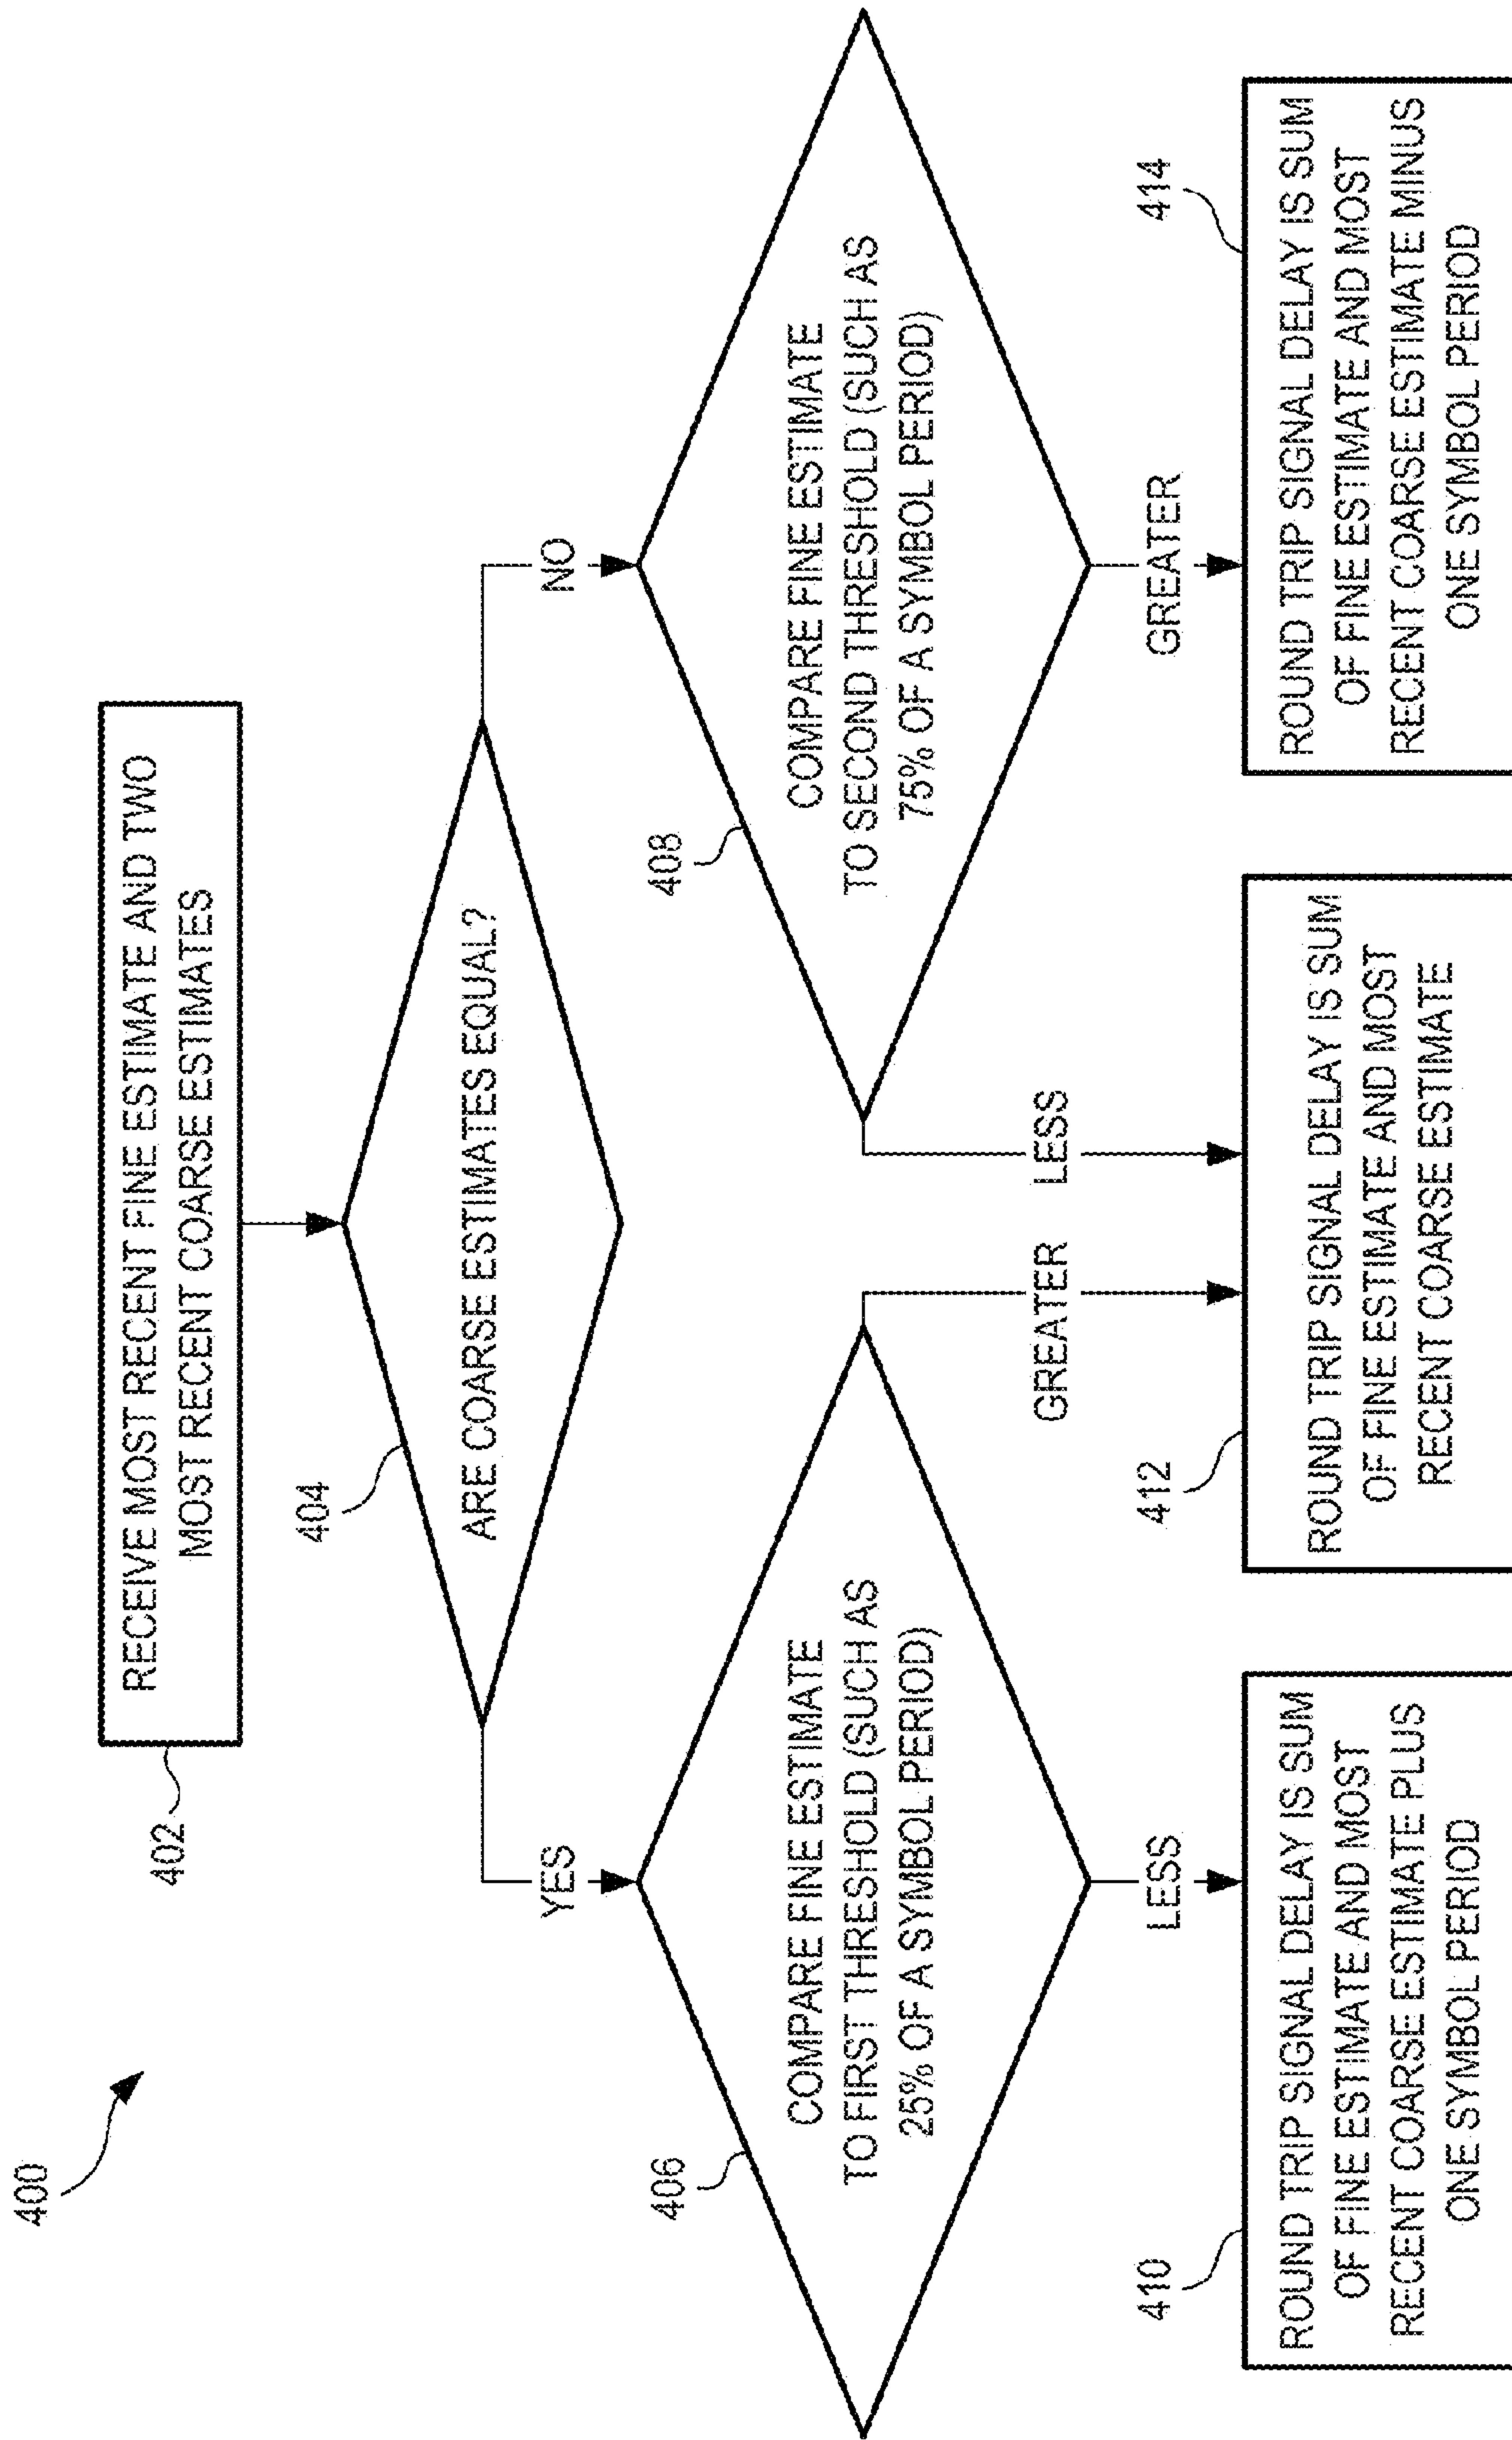 400
RECEIVE MOST RECENT FINE ESTIMATE AND TWO
MOST RECENT COARSE ESTIMATES
402
404
ARE COARSE ESTIMATES EQUAL?
YES
NO
406
COMPARE FINE ESTIMATE
TO FIRST THRESHOLD (SUCH AS
25% OF A SYMBOL PERIOD)
408
COMPARE FINE ESTIMATE
TO SECOND THRESHOLD (SUCH AS
75% OF A SYMBOL PERIOD)
LESS
GREATER
LESS
GREATER
410
ROUND TRIP SIGNAL DELAY IS SUM
OF FINE ESTIMATE AND MOST
RECENT COARSE ESTIMATE PLUS
ONE SYMBOL PERIOD
412
ROUND TRIP SIGNAL DELAY IS SUM
OF FINE ESTIMATE AND MOST
RECENT COARSE ESTIMATE
414
ROUND TRIP SIGNAL DELAY IS SUM
OF FINE ESTIMATE AND MOST
RECENT COARSE ESTIMATE MINUS
ONE SYMBOL PERIOD